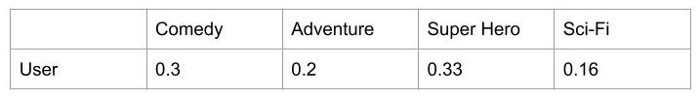 Comedy Adventure Super Hero Sci-Fi
User 0.3 0.2 0.33 0.16